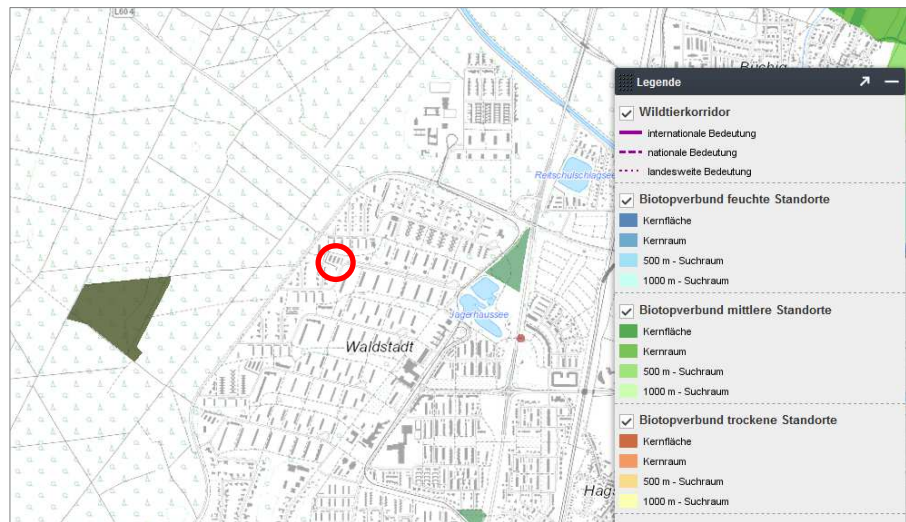 L604
Buchig
Reitschulschlagsee
Jägerhaussee
Waldstadt
Hags
Legende
Wildtierkorridor
internationale Bedeutung
nationale Bedeutung
landesweite Bedeutung
Biotopverbund feuchte Standorte
Kernfläche
Kernraum
500 m - Suchraum
1000 m - Suchraum
Biotopverbund mittlere Standorte
Kernfläche
Kernraum
500 m - Suchraum
1000 m - Suchraum
Biotopverbund trockene Standorte
Kernfläche
Kernraum
500 m - Suchraum
1000 m - Suchraum